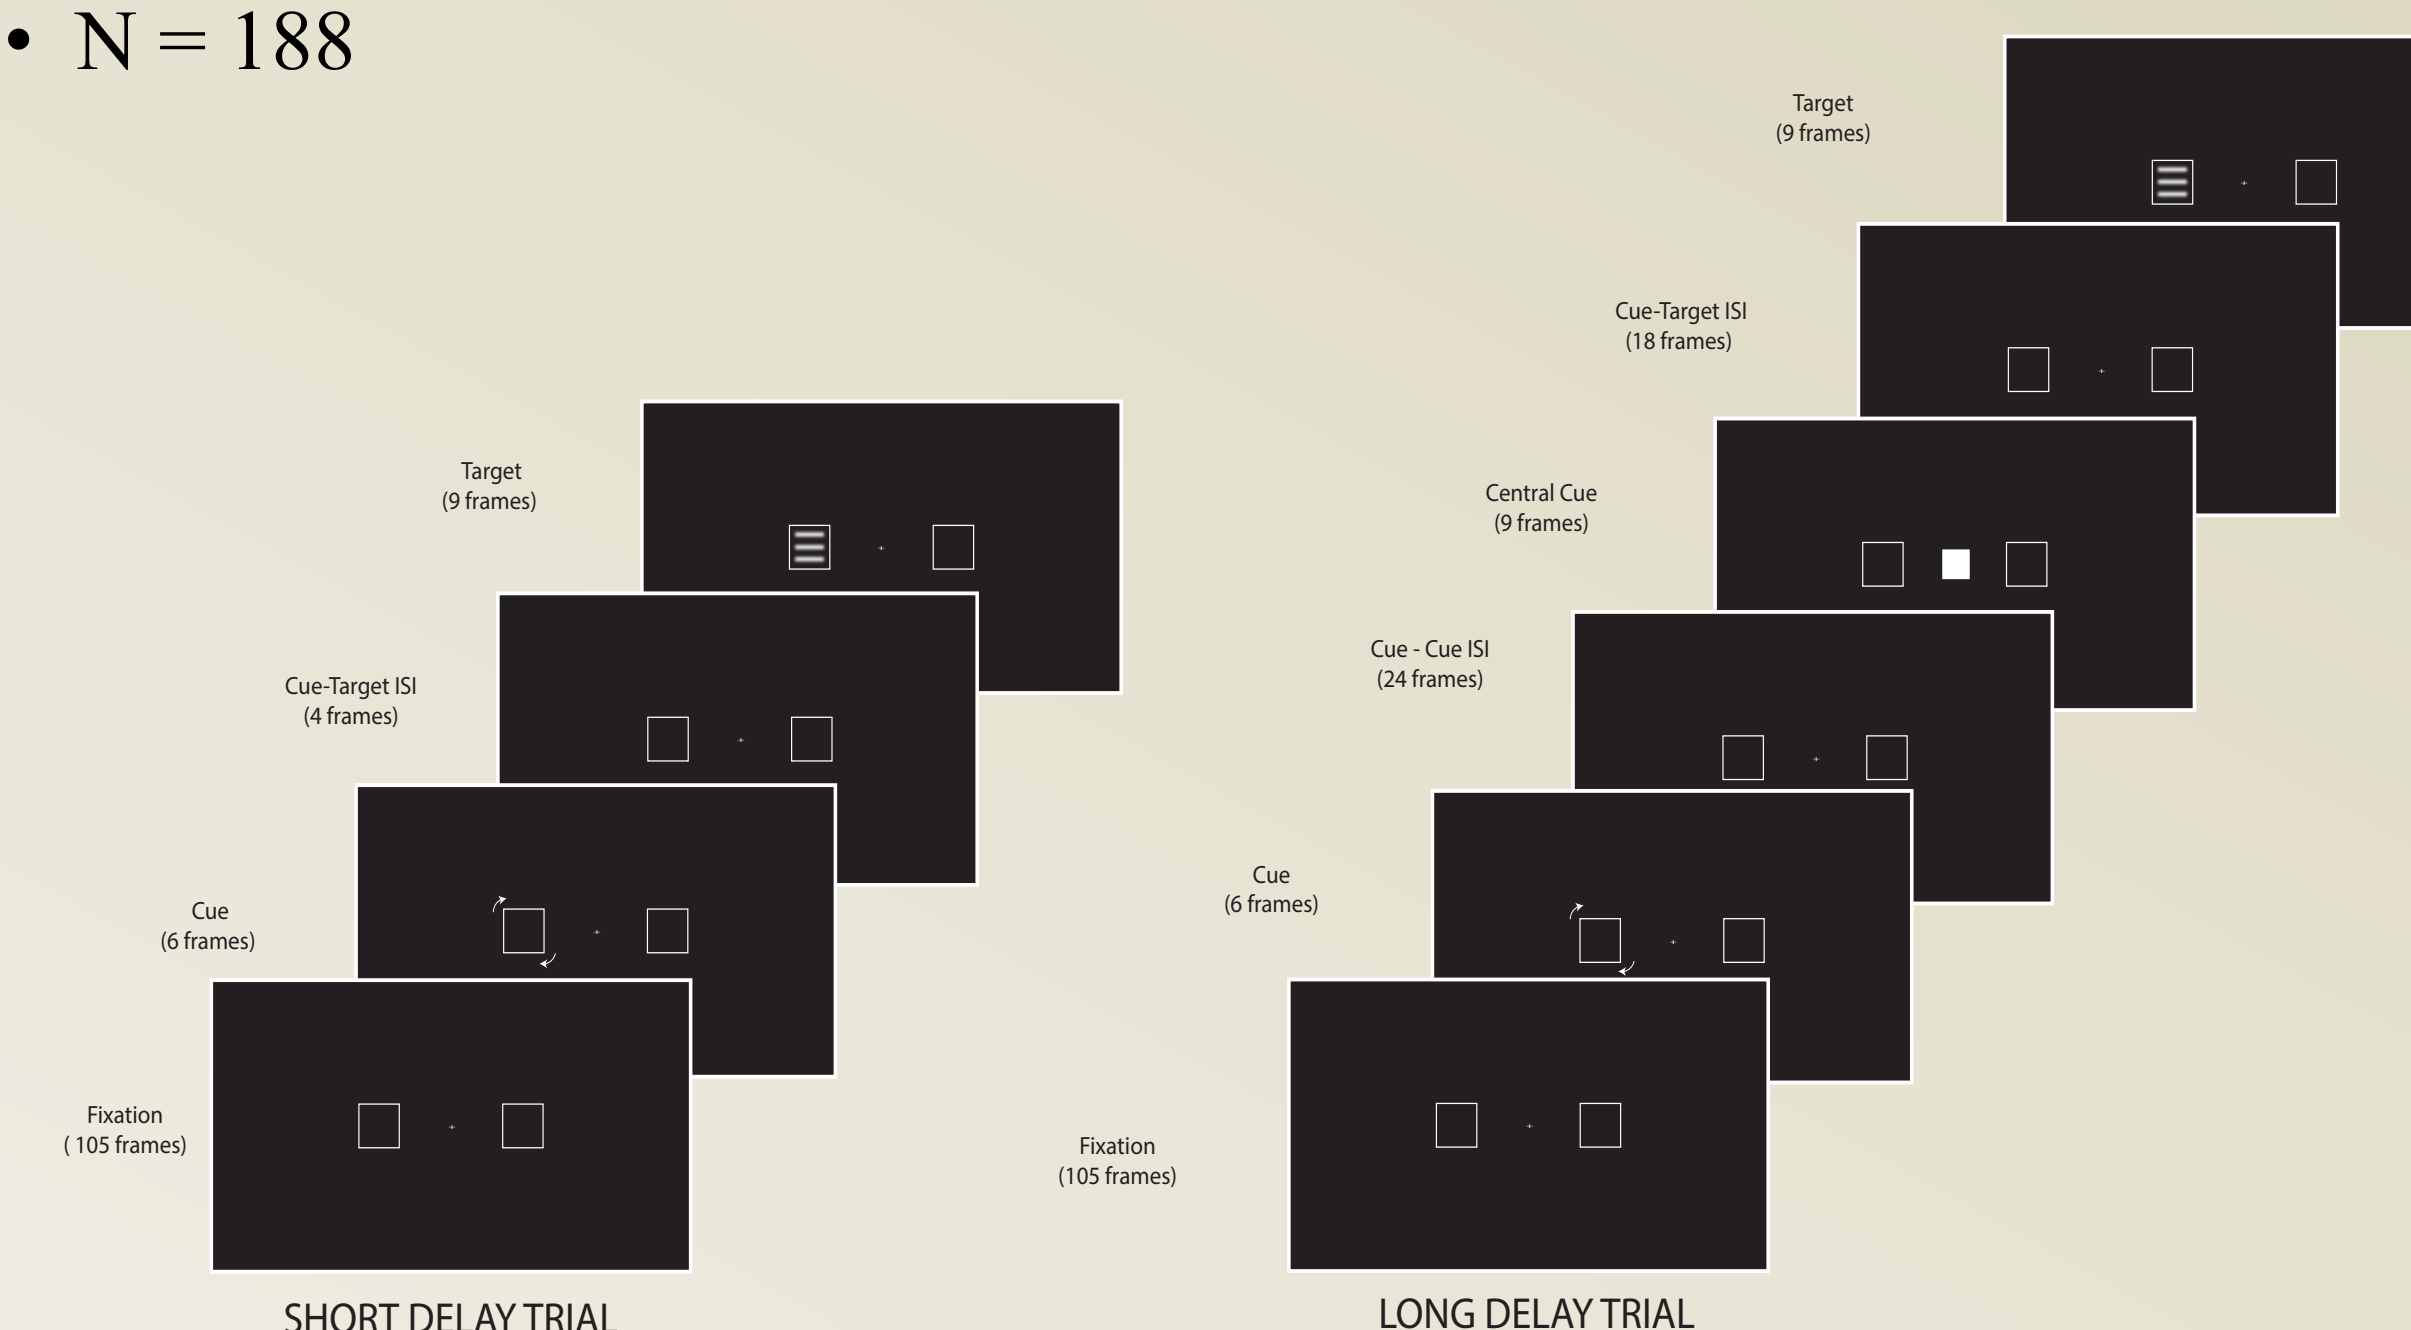 • N = 188
Target
(9 frames)
Cue-Target ISI
(4 frames)
Cue
(6 frames)
Fixation
( 105 frames)
SHORT DELAY TRIAL
Target
(9 frames)
Cue-Target ISI
(18 frames)
Central Cue
(9 frames)
Cue - Cue ISI
(24 frames)
Cue
(6 frames)
Fixation
(105 frames)
LONG DELAY TRIAL